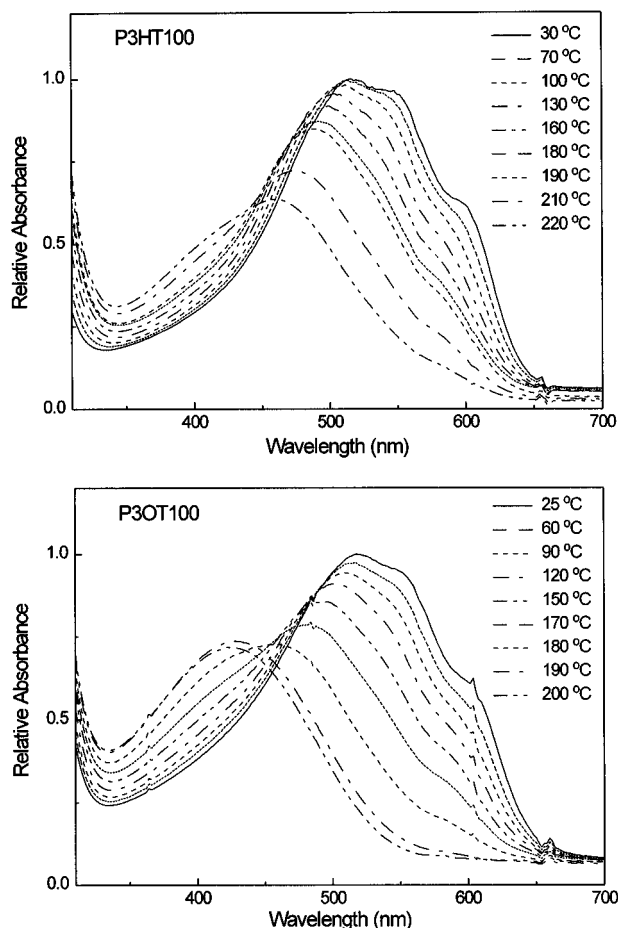 P3HT100
30 °C
70 °C
100 °C
130 °C
160 °C
180 °C
190 °C
210 °C
220 °C
1.0
0.5
0.0
Relative Absorbance
400
500
600
700
Wavelength (nm)
P3OT100
25 °C
60 °C
90 °C
120 °C
150 °C
170 °C
180 °C
190 °C
200 °C
1.0
0.5
0.0
Relative Absorbance
400
500
600
700
Wavelength (nm)